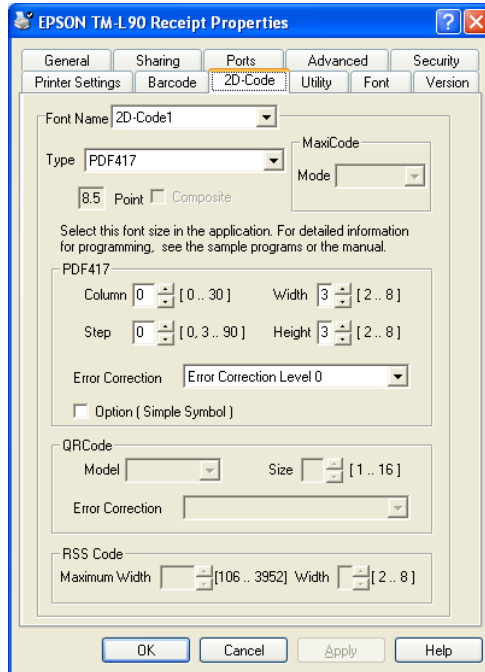 EPSON TM-L90 Receipt Properties
General Sharing Ports Advanced Security
Printer Settings Barcode 2D-Code Utility Font Version
Font Name 2D-Code1
MaxiCode
Type PDF417
Mode
8.5 Point Composite
Select this font size in the application. For detailed information
for programming, see the sample programs or the manual.
PDF417
Column 0 [ 0 .. 30 ] Width 3 [ 2 .. 8 ]
Step 0 [ 0, 3 .. 90 ] Height 3 [ 2 .. 8 ]
Error Correction Error Correction Level 0
Option ( Simple Symbol )
QRCode
Model Size [ 1 .. 16 ]
Error Correction
RSS Code
Maximum Width [106 .. 3952] Width [ 2 .. 8 ]
OK Cancel Apply Help